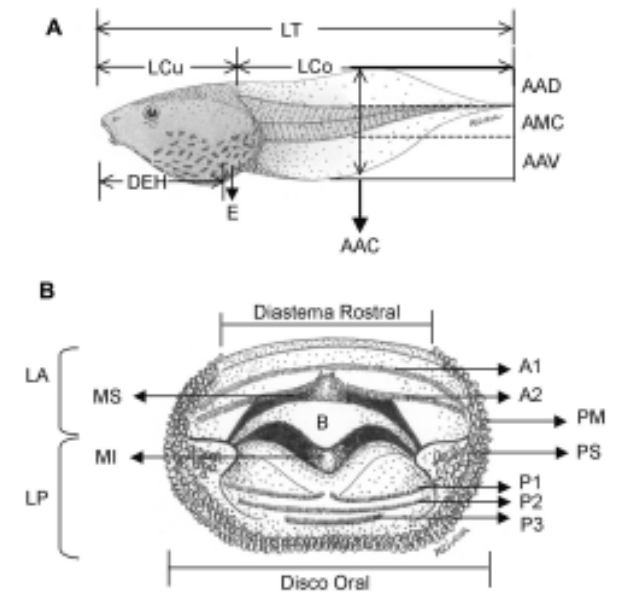 A
LT
LCu
LCo
AAD
AMC
AAV
DEH
E
AAC
B
Diastema Rostral
LA
A1
MS
A2
B
PM
MI
PS
P1
LP
P2
P3
Disco Oral